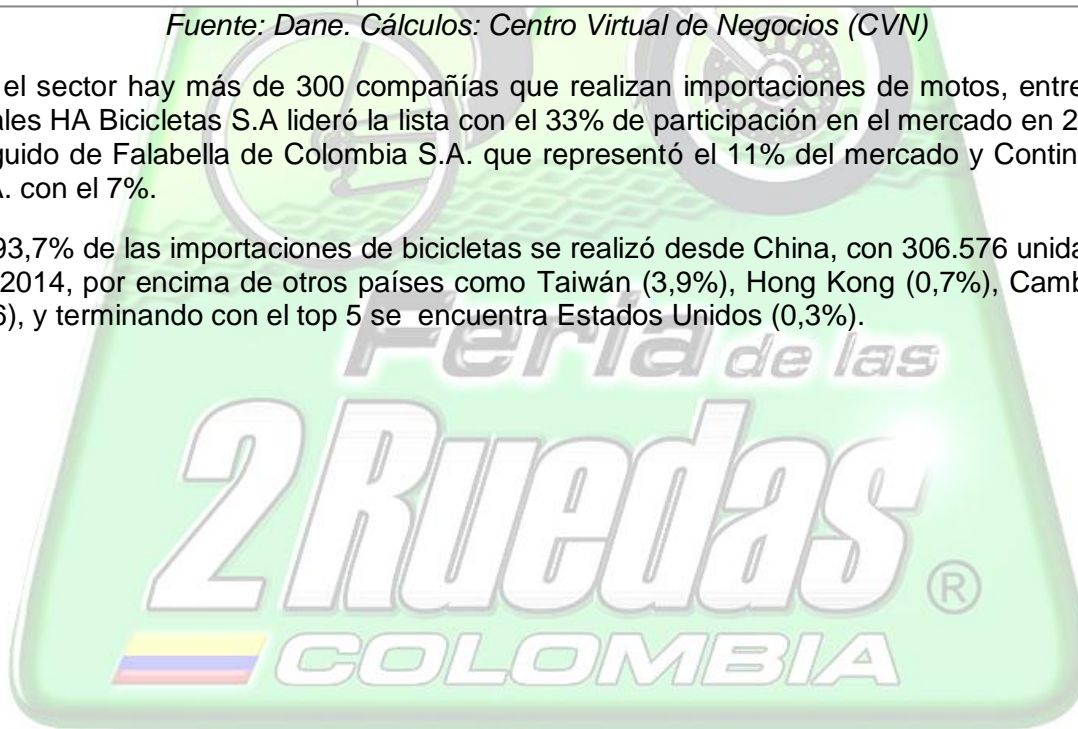 Fuente: Dane. Cálculos: Centro Virtual de Negocios (CVN)
el sector hay más de 300 compañías que realizan importaciones de motos, entre
ales HA Bicicletas S.A lideró la lista con el 33% de participación en el mercado en 2
guido de Falabella de Colombia S.A. que representó el 11% del mercado y Contin
A. con el 7%.
93,7% de las importaciones de bicicletas se realizó desde China, con 306.576 unida
2014, por encima de otros países como Taiwán (3,9%), Hong Kong (0,7%), Camb
6), y terminando con el top 5 se encuentra Estados Unidos (0,3%).
Feria de las
2 Ruedas ®
COLOMBIA